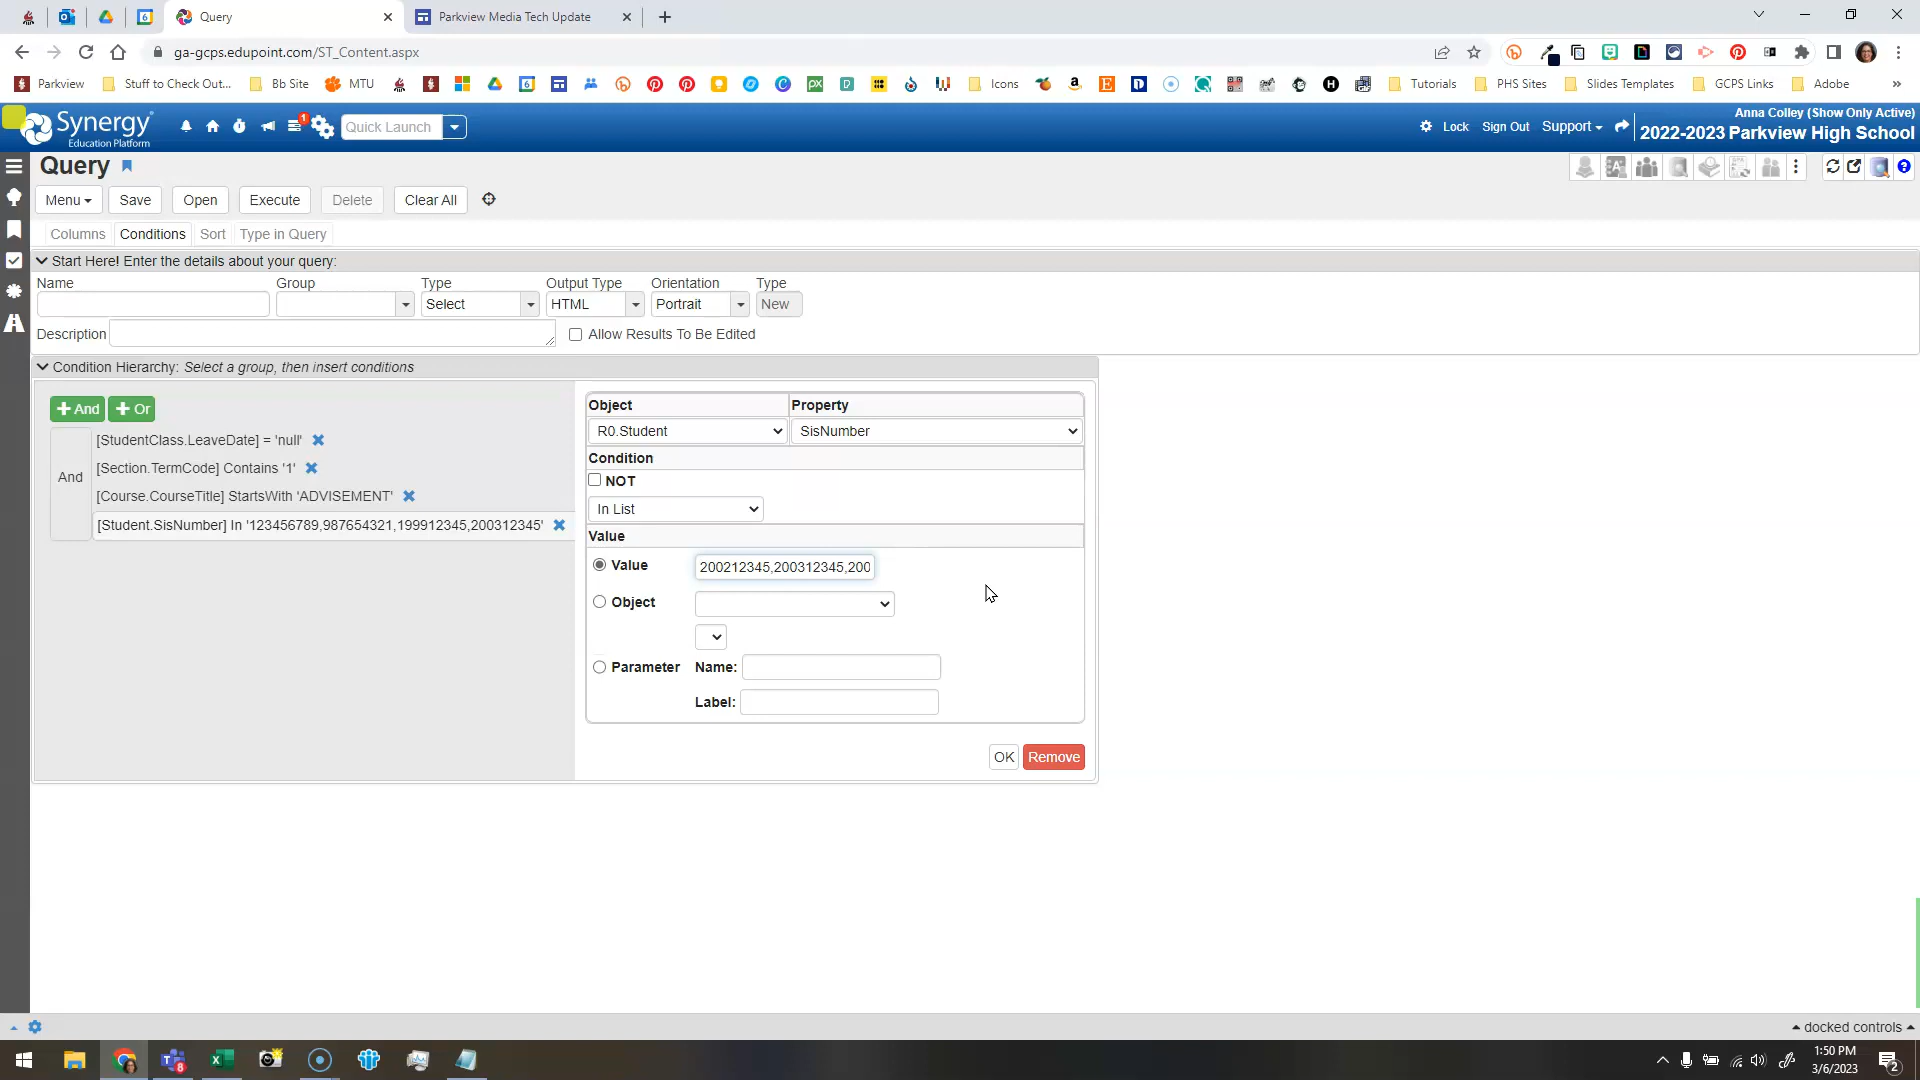 Query
Parkview Media Tech Update
ga-gcps.edupoint.com/ST_Content.aspx
Parkview
Stuff to Check Out...
Bb Site
MTU
Icons
Tutorials
PHS Sites
Slides Templates
GCPS Links
Adobe
»
Synergy
Education Platform
1
Quick Launch
Lock
Sign Out
Support
Anna Colley (Show Only Active)
2022-2023 Parkview High School
Query
Menu
Save
Open
Execute
Delete
Clear All
Columns
Conditions
Sort
Type in Query
Start Here! Enter the details about your query:
Name
Group
Type
Output Type
Orientation
Type
Select
HTML
Portrait
New
Description
Allow Results To Be Edited
Condition Hierarchy: Select a group, then insert conditions
+ And
+ Or
And
[StudentClass.LeaveDate] = 'null'
[Section.TermCode] Contains '1'
[Course.CourseTitle] StartsWith 'ADVISEMENT'
[Student.SisNumber] In '123456789,987654321,199912345,200312345'
Object
Property
R0.Student
SisNumber
Condition
NOT
In List
Value
Value
200212345,200312345,200
Object
Parameter
Name:
Label:
OK
Remove
docked controls
1:50 PM
3/6/2023